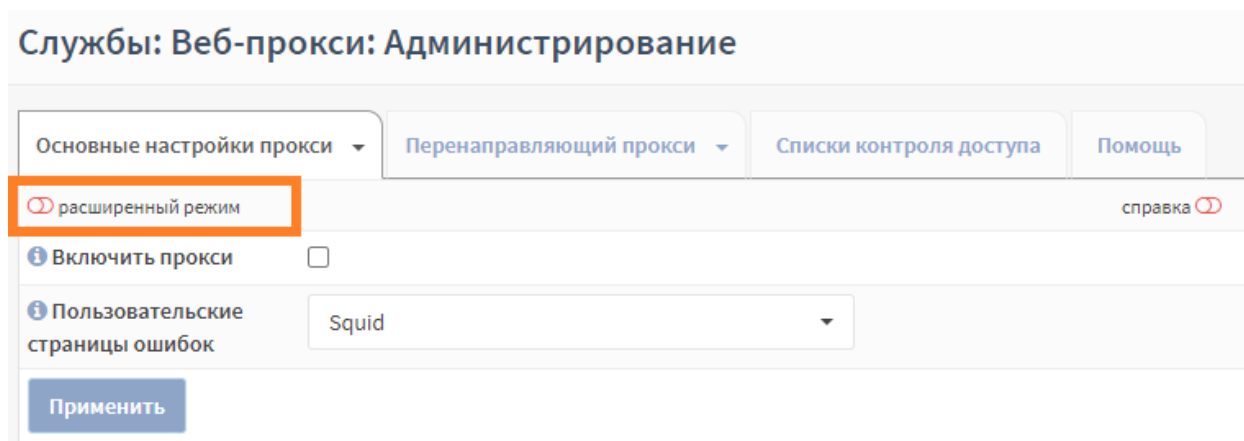 Службы: Веб-прокси: Администрирование
Основные настройки прокси Перенаправляющий прокси Списки контроля доступа Помощь
расширенный режим справка
Включить прокси
Пользовательские
страницы ошибок
Squid
Применить